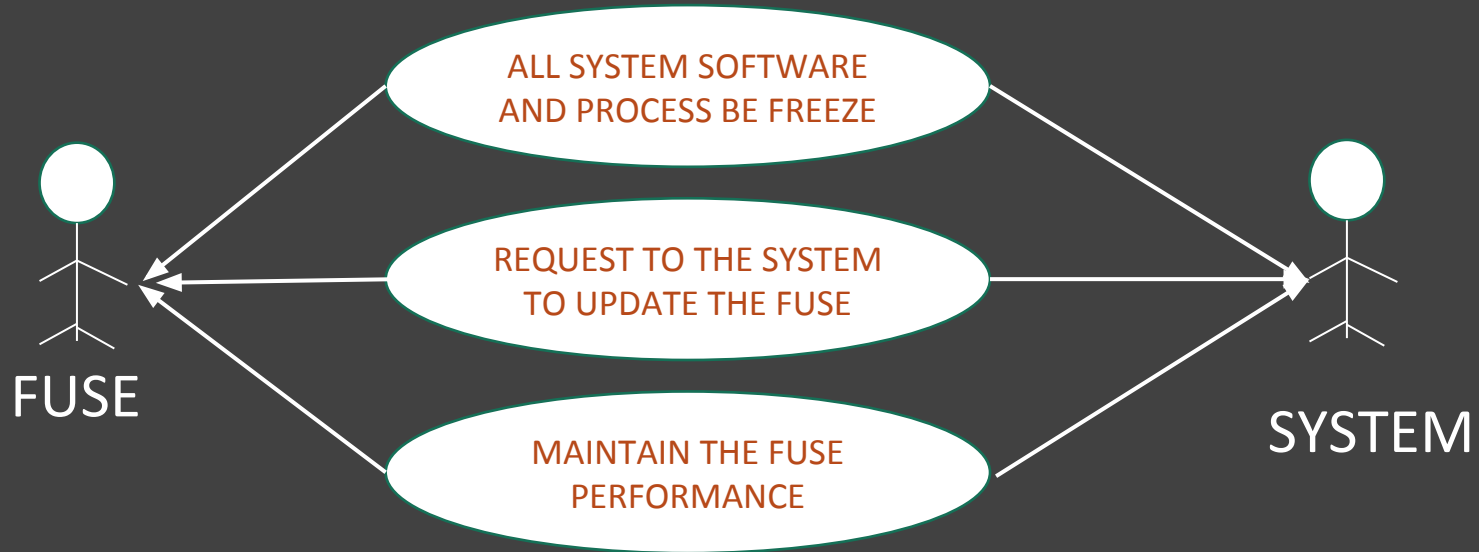 ALL SYSTEM SOFTWARE
AND PROCESS BE FREEZE
REQUEST TO THE SYSTEM
TO UPDATE THE FUSE
FUSE
MAINTAIN THE FUSE
PERFORMANCE
SYSTEM